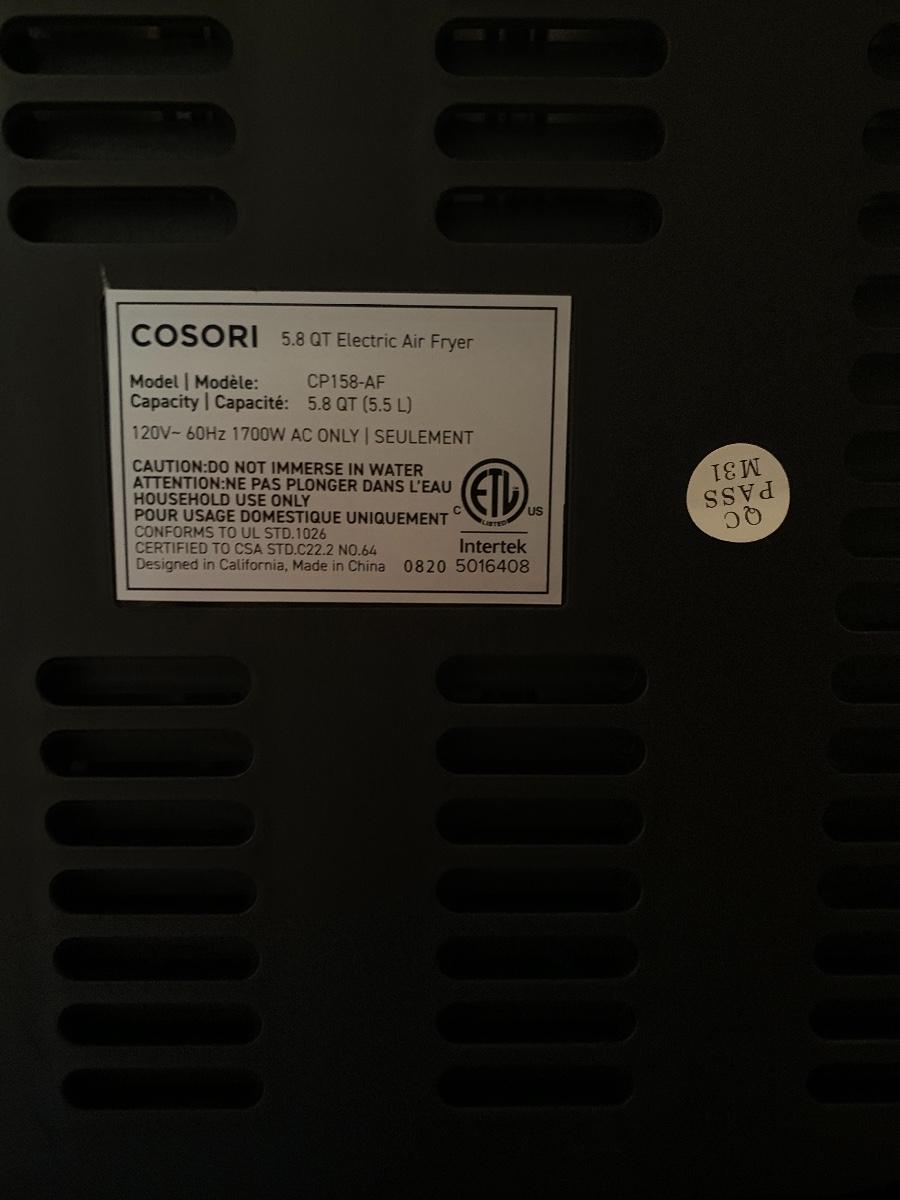 COSORI 5.8 QT Electric Air Fryer
Model | Modèle: CP158-AF
Capacity | Capacité: 5.8 QT (5.5 L)
120V~ 60Hz 1700W AC ONLY | SEULEMENT
CAUTION:DO NOT IMMERSE IN WATER
ATTENTION:NE PAS PLONGER DANS L'EAU
HOUSEHOLD USE ONLY
POUR USAGE DOMESTIQUE UNIQUEMENT
CONFORMS TO UL STD.1026
CERTIFIED TO CSA STD.C22.2 NO.64
Designed in California, Made in China 0820
ETL
LISTED
C US
Intertek
5016408
QC
PASS
M31